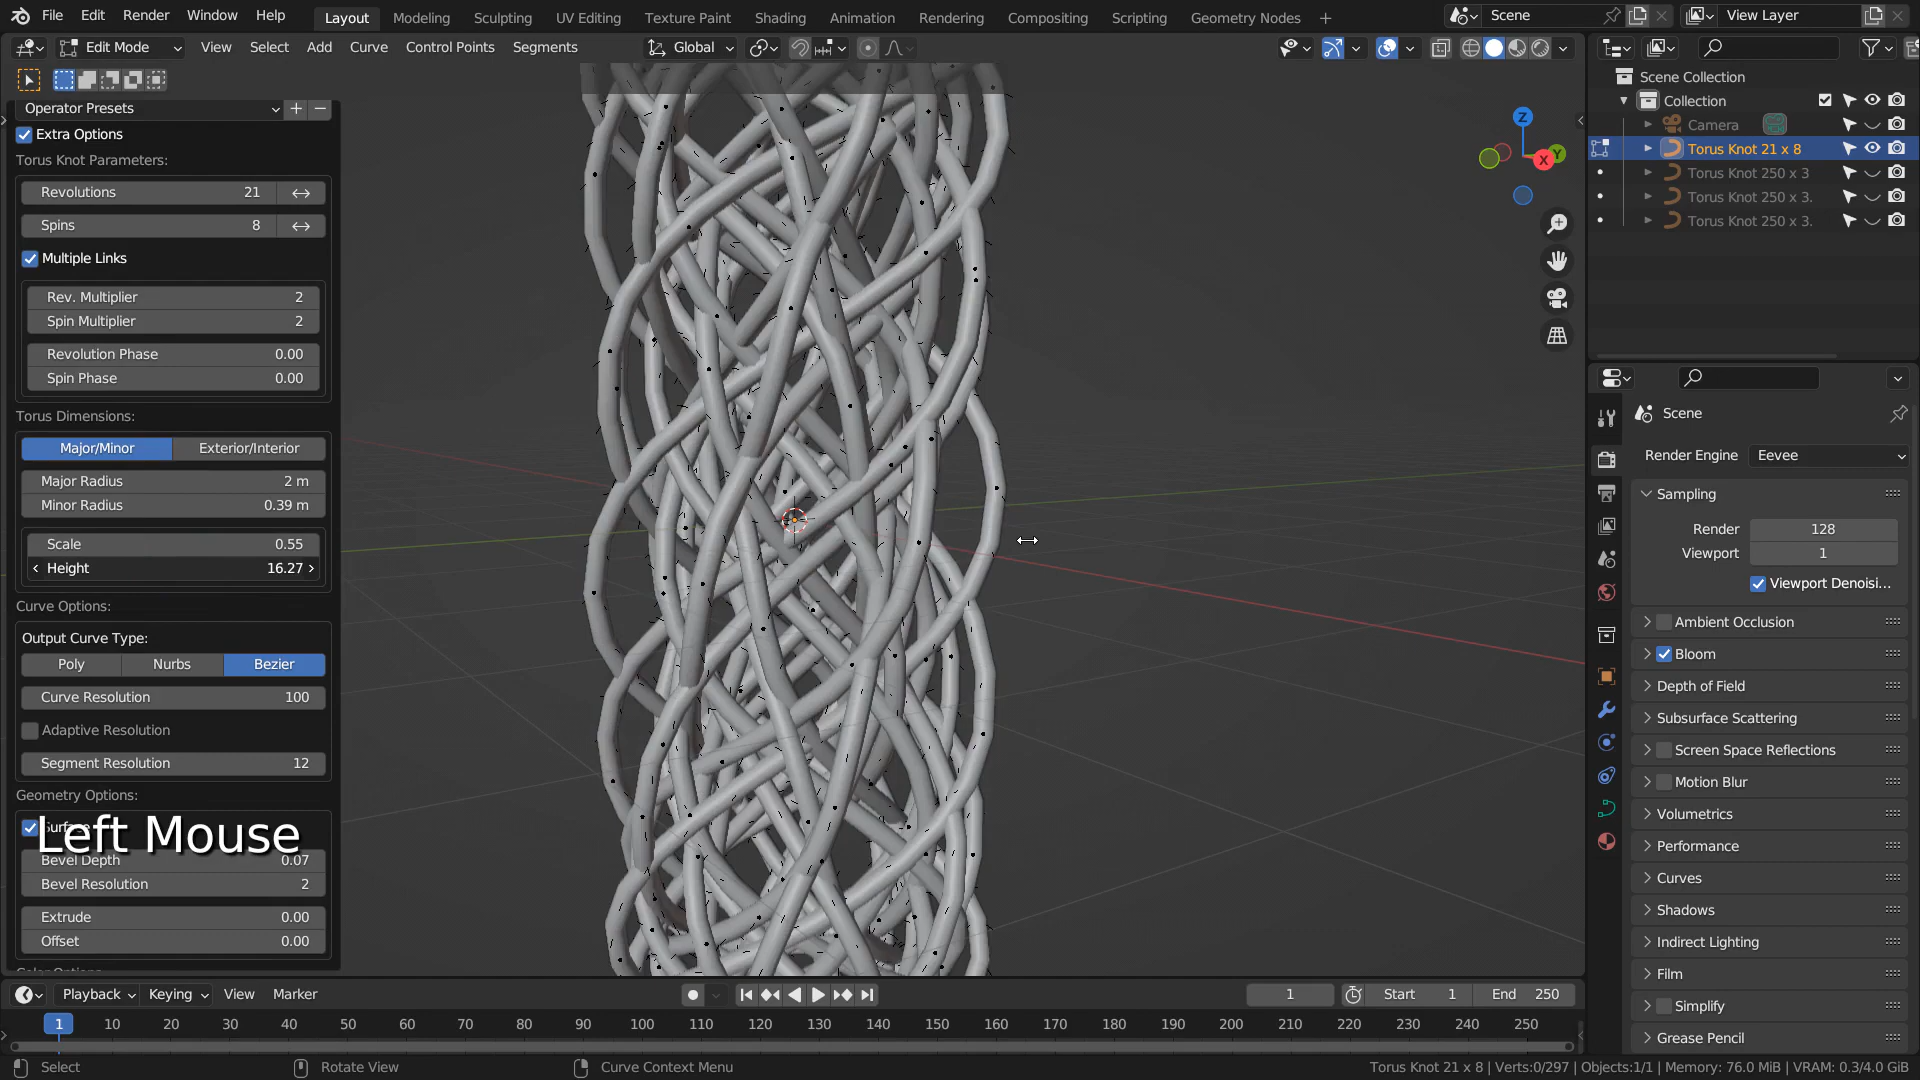 File Edit Render Window Help Layout Modeling Sculpting UV Editing Texture Paint Shading Animation Rendering Compositing Scripting Geometry Nodes + Scene View Layer
Edit Mode View Select Add Curve Control Points Segments Global
Operator Presets
Extra Options
Torus Knot Parameters:
Revolutions 21
Spins 8
Multiple Links
Rev. Multiplier 2
Spin Multiplier 2
Revolution Phase 0.00
Spin Phase 0.00
Torus Dimensions:
Major/Minor Exterior/Interior
Major Radius 2 m
Minor Radius 0.39 m
Scale 0.55
Height 16.27
Curve Options:
Output Curve Type:
Poly Nurbs Bezier
Curve Resolution 100
Adaptive Resolution
Segment Resolution 12
Geometry Options:
Left Mouse
Bevel Depth 0.07
Bevel Resolution 2
Extrude 0.00
Offset 0.00
Z
Y
X
Scene Collection
Collection
Camera
Torus Knot 21 x 8
Torus Knot 250 x 3
Torus Knot 250 x 3.
Torus Knot 250 x 3.
Scene
Render Engine Eevee
Sampling
Render 128
Viewport 1
Viewport Denoisi...
Ambient Occlusion
Bloom
Depth of Field
Subsurface Scattering
Screen Space Reflections
Motion Blur
Volumetrics
Performance
Curves
Shadows
Indirect Lighting
Film
Simplify
Grease Pencil
Playback Keying View Marker 1 Start 1 End 250
1 10 20 30 40 50 60 70 80 90 100 110 120 130 140 150 160 170 180 190 200 210 220 230 240 250
Select Rotate View Curve Context Menu Torus Knot 21 x 8 | Verts:0/297 | Objects:1/1 | Memory: 76.0 MiB | VRAM: 0.3/4.0 GiB